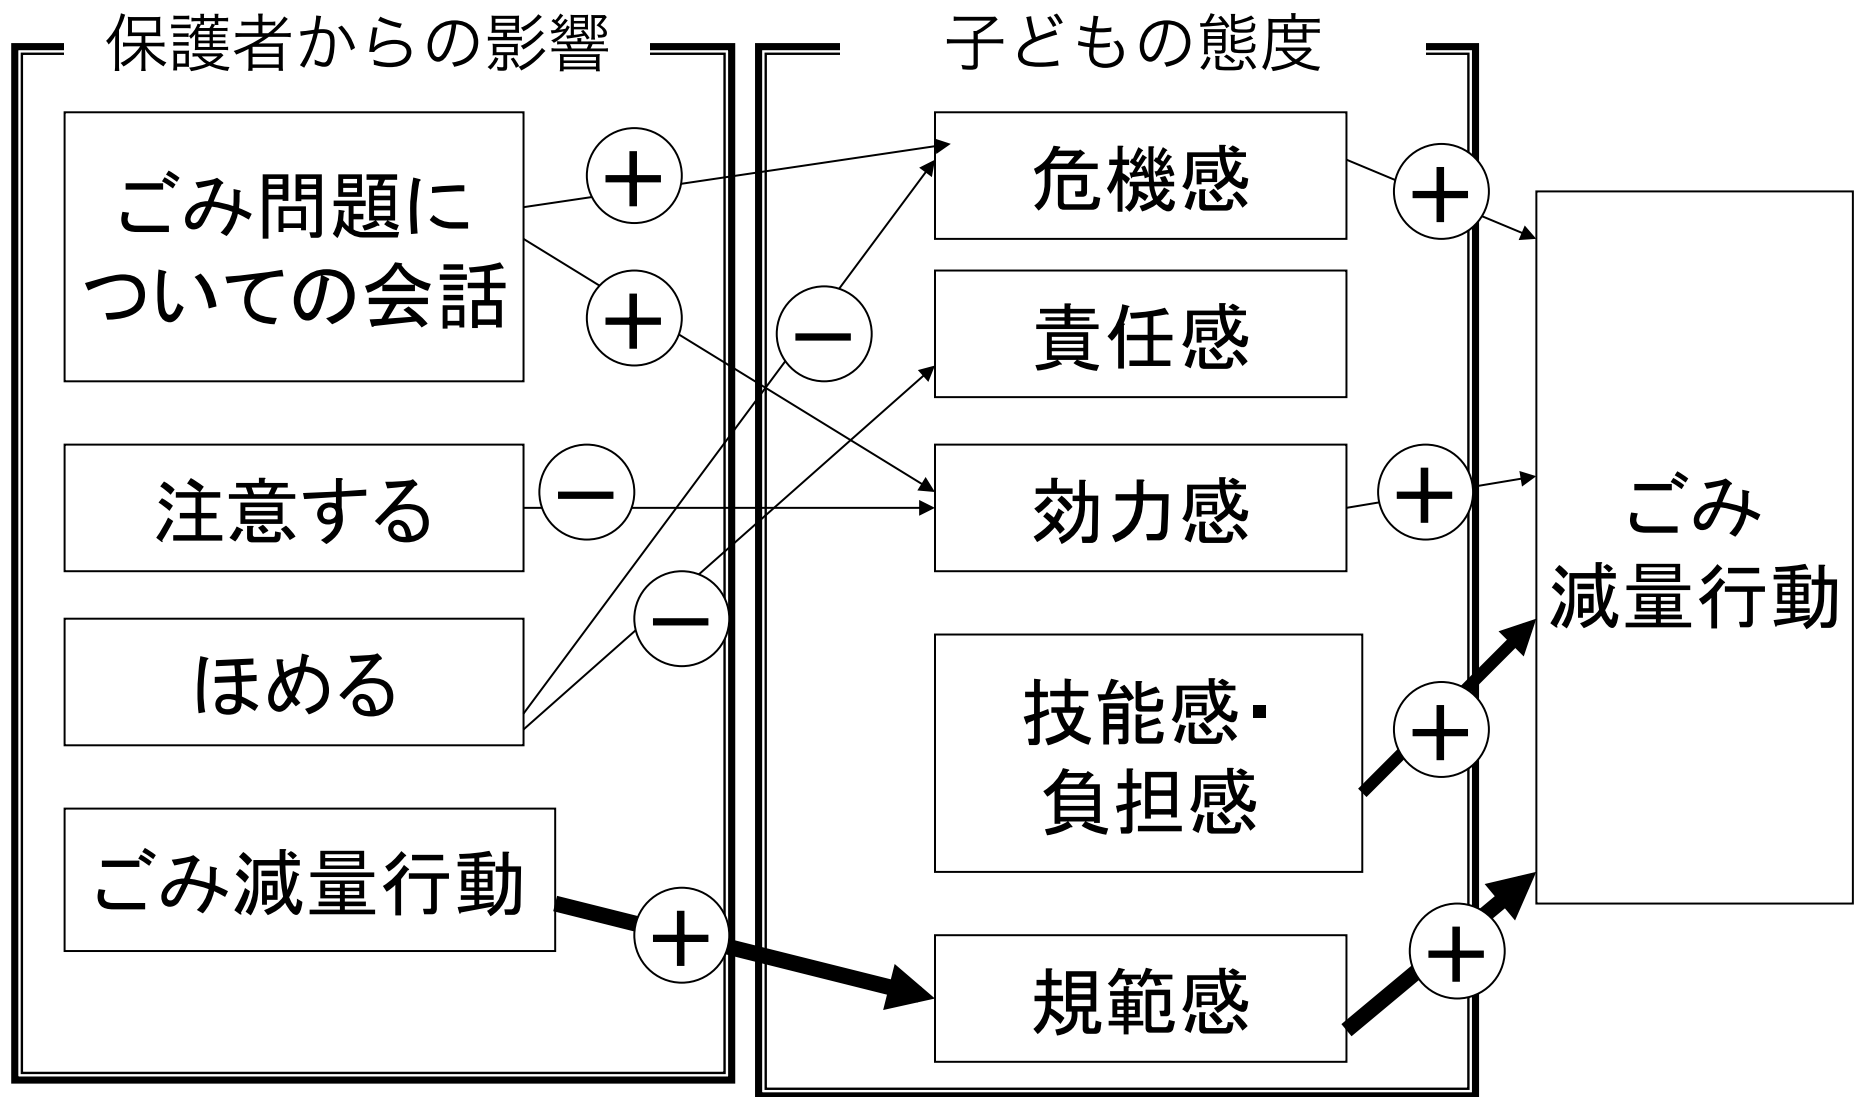 保護者からの影響
ごみ問題に
ついての会話
注意する
ほめる
ごみ減量行動
+
+
−
−
−
+
子どもの態度
危機感
責任感
効力感
技能感・
負担感
規範感
+
+
+
+
ごみ
減量行動